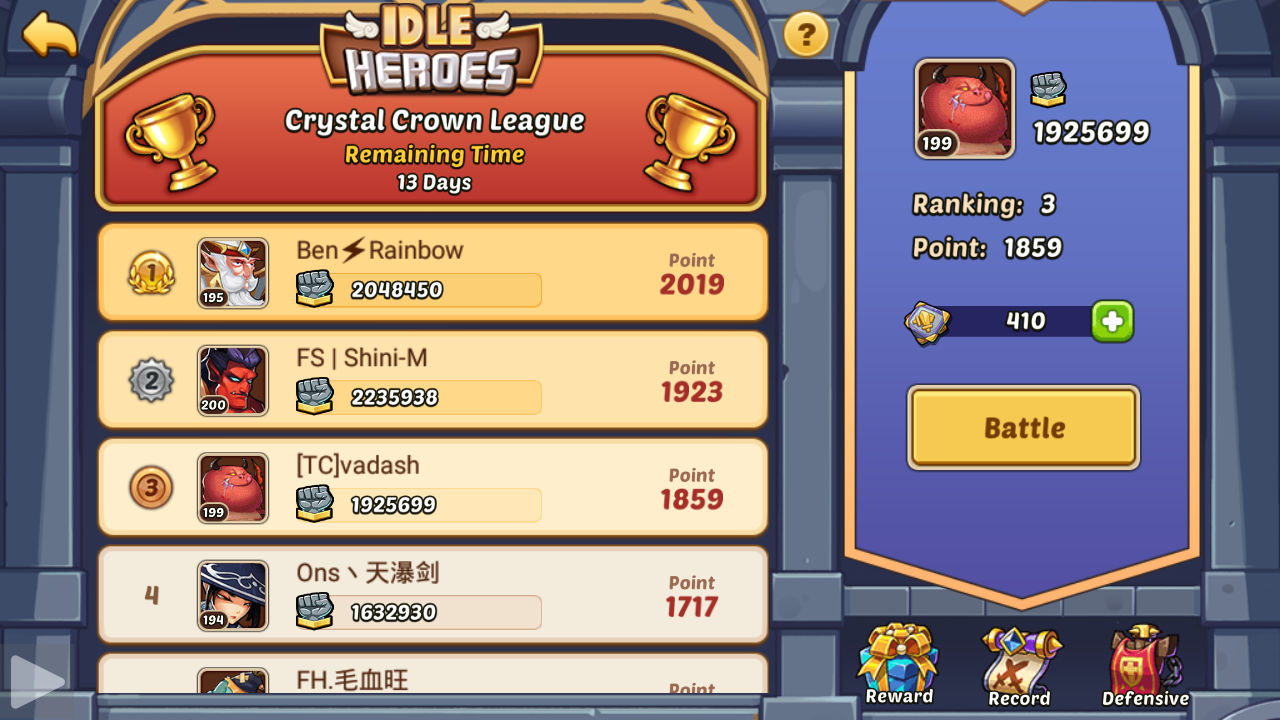 IDLE
HEROES
Crystal Crown League
Remaining Time
13 Days
?
1
195
Ben⚡Rainbow
2048450
Point
2019
2
200
FS | Shini-M
2235938
Point
1923
3
199
[TC]vadash
1925699
Point
1859
4
194
Ons丶天瀑剑
1632930
Point
1717
FH.毛血旺
Point
199
1925699
Ranking: 3
Point: 1859
410
Battle
Reward
Record
Defensive